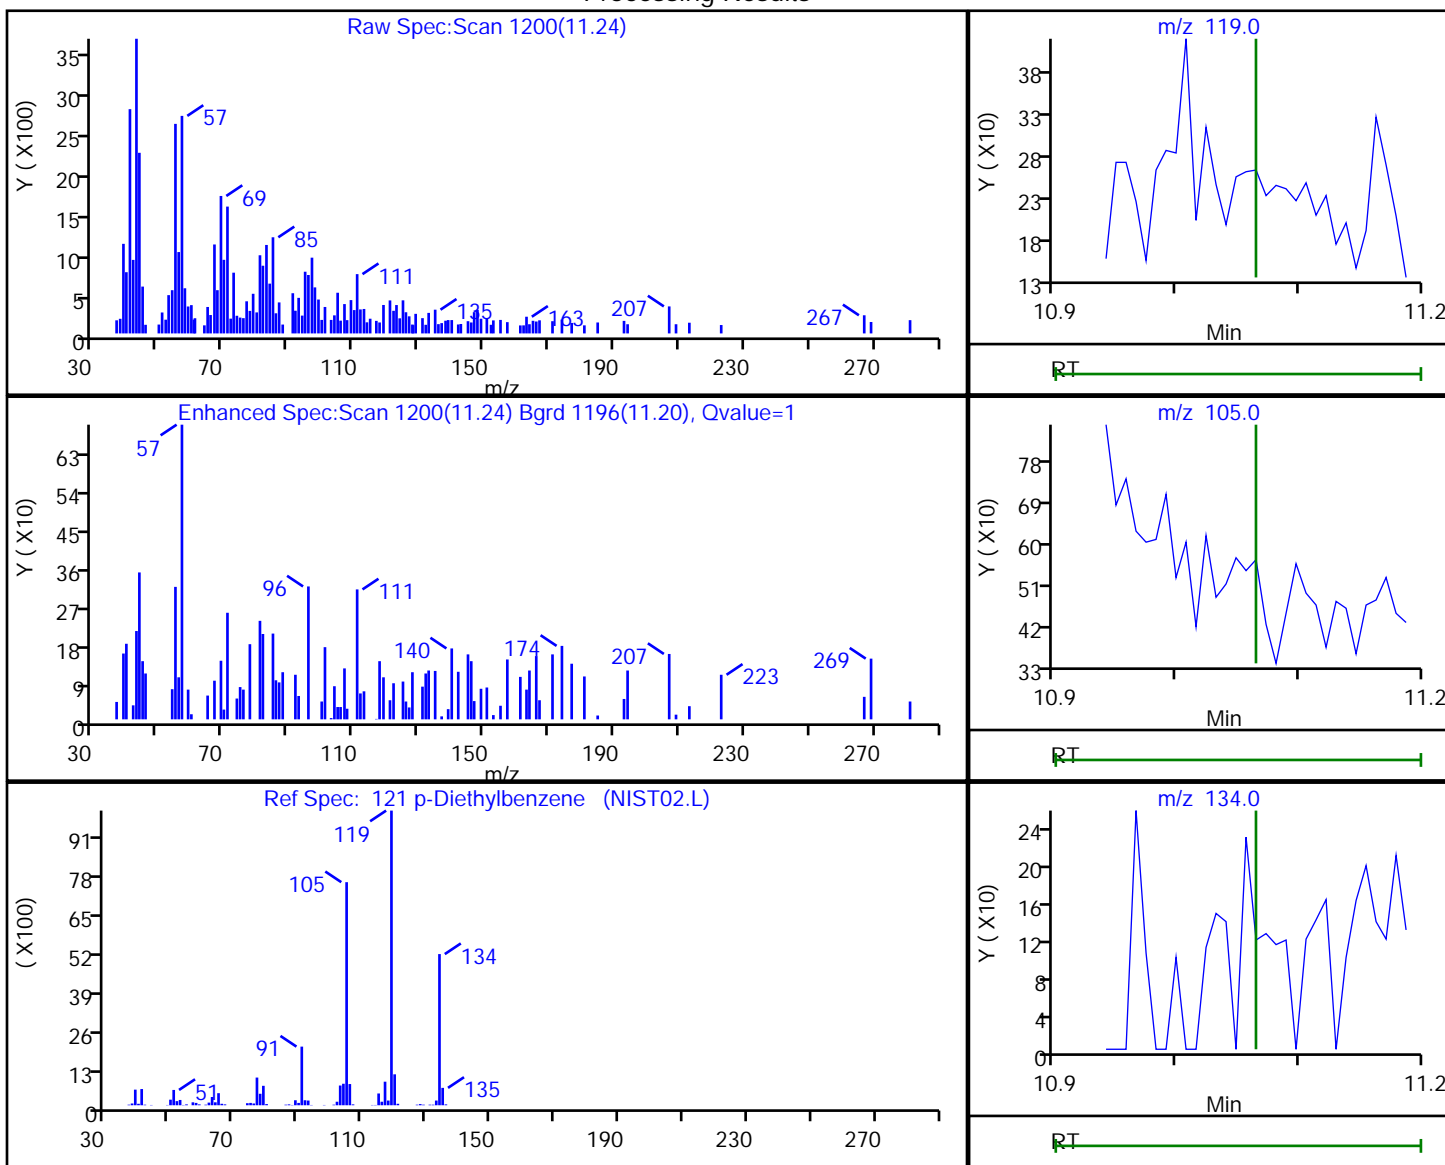 Processing Results
Raw Spec:Scan 1200(11.24)
Y ( X100)
35
30
25
20
15
10
5
0
57
69
85
111
135
163
207
267
30 70 110 150 190 230 270
m/z
m/z 119.0
Y ( X10)
38
33
28
23
18
13
10.9 11.2
Min
RT
Enhanced Spec:Scan 1200(11.24) Bgrd 1196(11.20), Qvalue=1
Y ( X10)
63
54
45
36
27
18
9
0
57
96
111
140
174
207
223
269
30 70 110 150 190 230 270
m/z
m/z 105.0
Y ( X10)
78
69
60
51
42
33
10.9 11.2
Min
RT
Ref Spec: 121 p-Diethylbenzene (NIST02.L)
( X100)
91
78
65
52
39
26
13
0
119
105
134
91
51
135
30 70 110 150 190 230 270
m/z 134.0
Y ( X10)
24
20
16
12
8
4
0
10.9 11.2
Min
RT